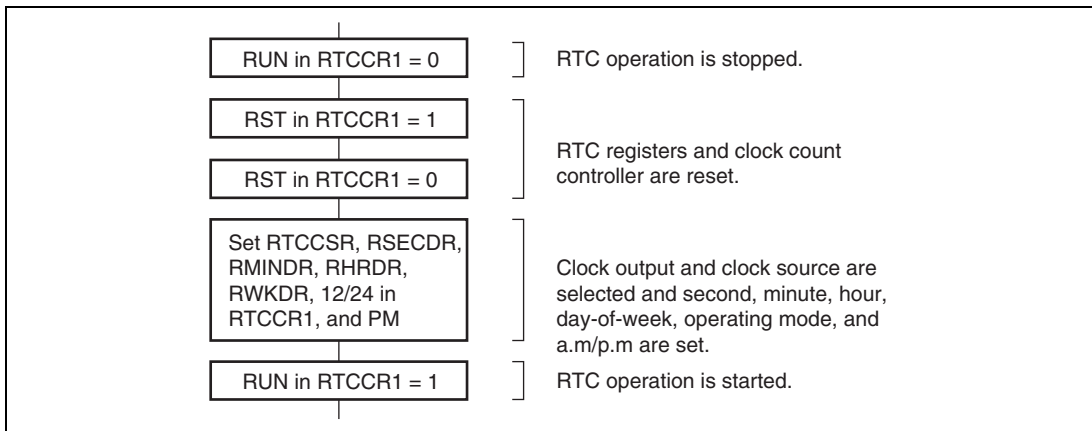 RUN in RTCCR1 = 0
RTC operation is stopped.
RST in RTCCR1 = 1
RST in RTCCR1 = 0
RTC registers and clock count
controller are reset.
Set RTCCSR, RSECDR,
RMINDR, RHRDR,
RWKDR, 12/24 in
RTCCR1, and PM
Clock output and clock source are
selected and second, minute, hour,
day-of-week, operating mode, and
a.m/p.m are set.
RUN in RTCCR1 = 1
RTC operation is started.